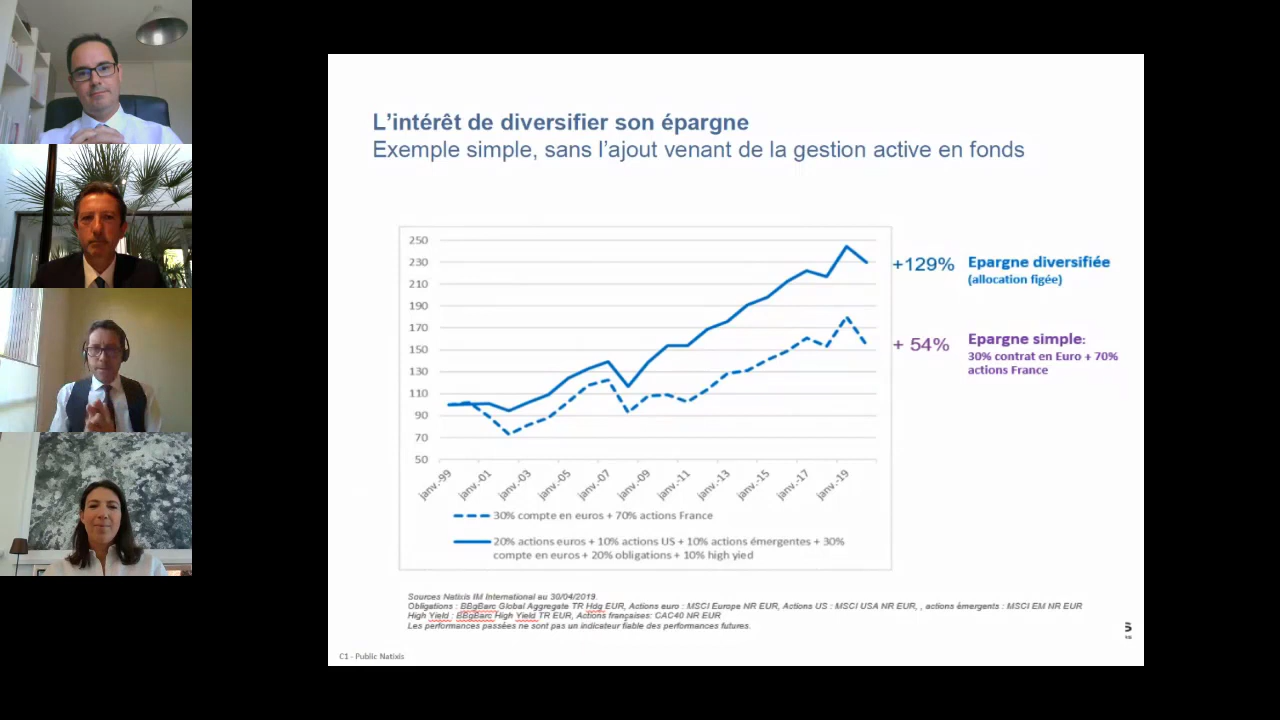 L'intérêt de diversifier son épargne
Exemple simple, sans l'ajout venant de la gestion active en fonds
250
230
210
190
170
150
130
110
90
70
50
janv.-99
janv.-01
janv.-03
janv.-05
janv.-07
janv.-09
janv.-11
janv.-13
janv.-15
janv.-17
janv.-19
30% compte en euros + 70% actions France
20% actions euros + 10% actions US + 10% actions émergentes + 30%
compte en euros + 20% obligations + 10% high yied
+129%
Epargne diversifiée
(allocation figée)
+ 54%
Epargne simple:
30% contrat en Euro + 70%
actions France
Sources Natixis IM International au 30/04/2019.
Obligations : BBgBarc Global Aggregate TR Hdg EUR, Actions euro : MSCI Europe NR EUR, Actions US : MSCI USA NR EUR, , actions émergents : MSCI EM NR EUR
High Yield : BBgBarc High Yield TR EUR, Actions françaises: CAC40 NR EUR
Les performances passées ne sont pas un indicateur fiable des performances futures.
S
C1 - Public Natixis